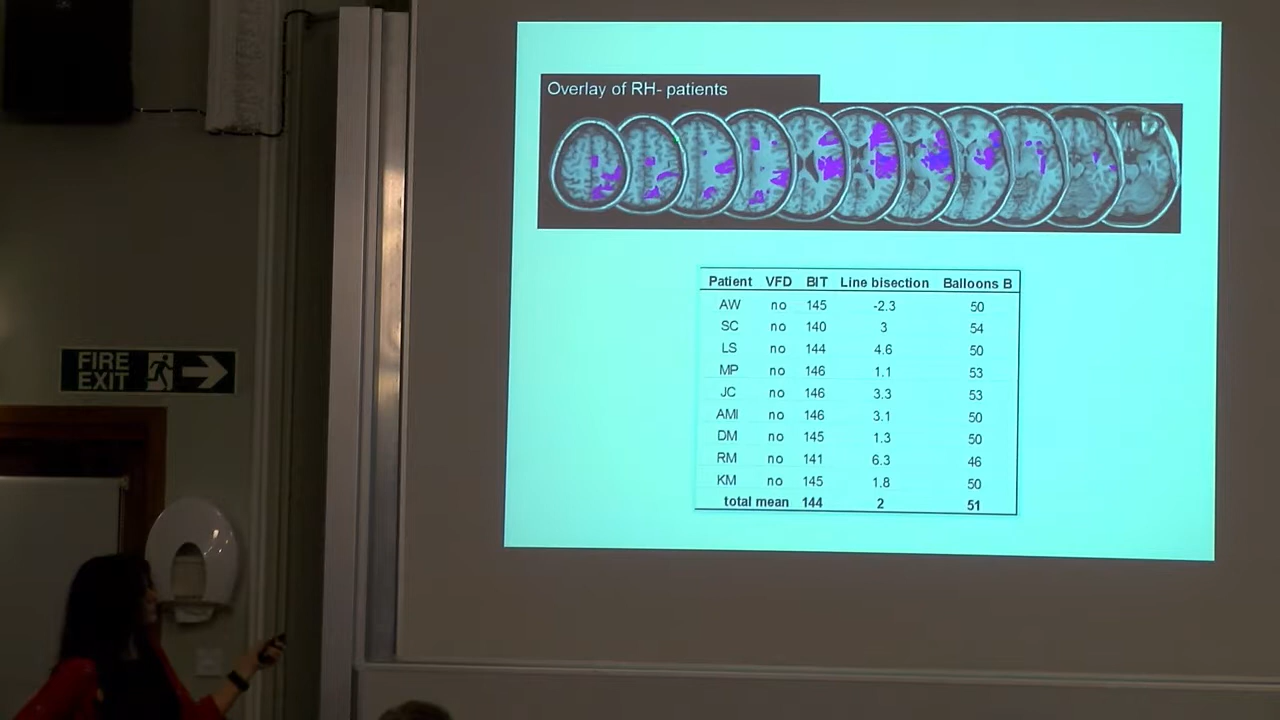 Overlay of RH- patients
Patient VFD BIT Line bisection Balloons B
AW no 145 -2.3 50
SC no 140 3 54
LS no 144 4.6 50
MP no 146 1.1 53
JC no 146 3.3 53
AMI no 146 3.1 50
DM no 145 1.3 50
RM no 141 6.3 46
KM no 145 1.8 50
total mean 144 2 51
FIRE
EXIT